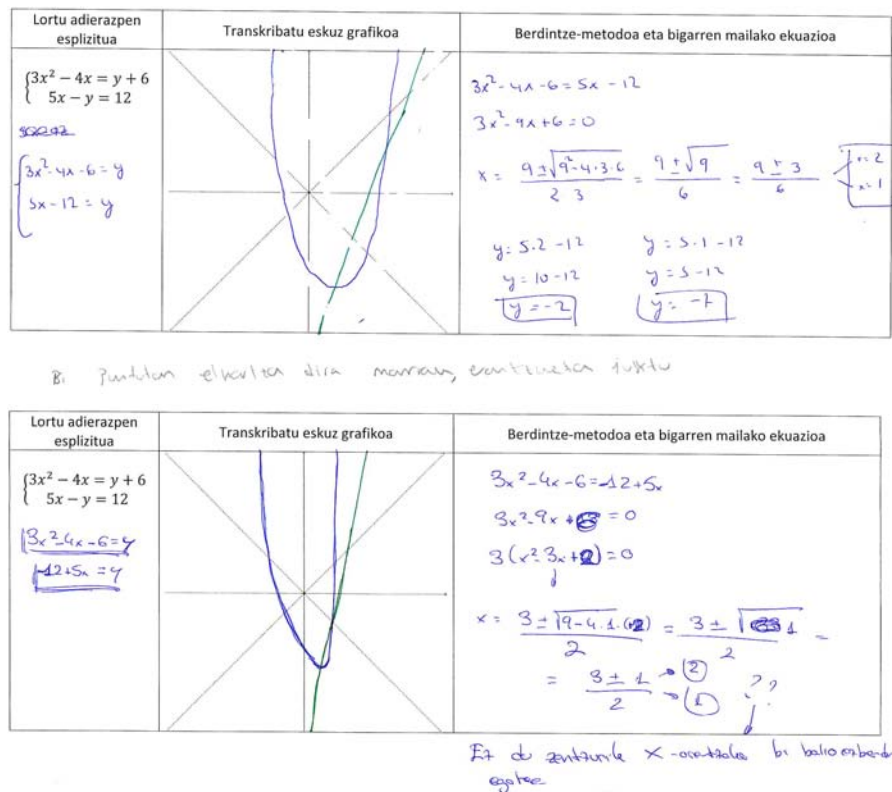 Lortu adierazpen esplizitua
Transkribatu eskuz grafikoa
Berdintze-metodoa eta bigarren mailako ekuazioa
3x² − 4x = y + 6
5x − y = 12
3x²-4x-6=y
5x-12=y
3x²-4x-6=5x-12
3x²-9x+6=0
x = (9±√(9²-4·3·6))/(2·3) = (9±√9)/6 = (9±3)/6
x=2
x=1
y=5·2-12
y=10-12
y=-2
y=5·1-12
y=5-12
y=-7
Bi puntutan elkartzen dira
Lortu adierazpen esplizitua
Transkribatu eskuz grafikoa
Berdintze-metodoa eta bigarren mailako ekuazioa
3x² − 4x = y + 6
5x − y = 12
3x²-4x-6=y
-12+5x=y
3x²-4x-6=-12+5x
3x²-9x+6=0
3(x²-3x+2)=0
x = (3±√(9-4·1·(2)))/2 = (3±√1)/2 =
= (3±1)/2
2
1
??
Ez du zentzurik x-
bi balio